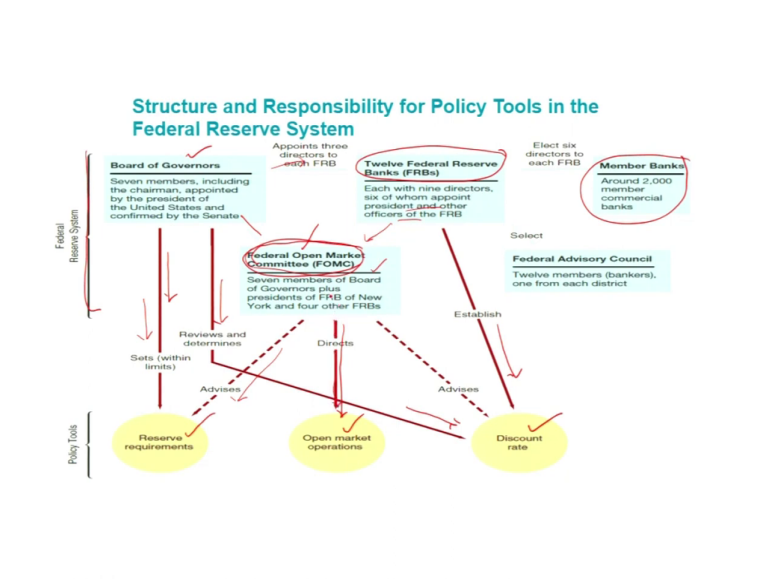 Structure and Responsibility for Policy Tools in the
Federal Reserve System
Appoints three
directors to
each FRB
Elect six
directors to
each FRB
Board of Governors
Seven members, including
the chairman, appointed
by the president of
the United States and
confirmed by the Senate
Twelve Federal Reserve
Banks (FRBs)
Each with nine directors,
six of whom appoint
president and other
officers of the FRB
Member Banks
Around 2,000
member
commercial
banks
Federal
Reserve System
Select
Federal Open Market
Committee (FOMC)
Seven members of Board
of Governors plus
presidents of FRB of New
York and four other FRBs
Federal Advisory Council
Twelve members (bankers),
one from each district
Establish
Reviews and
determines
Directs
Sets (within
limits)
Advises
Advises
Policy Tools
Reserve
requirements
Open market
operations
Discount
rate